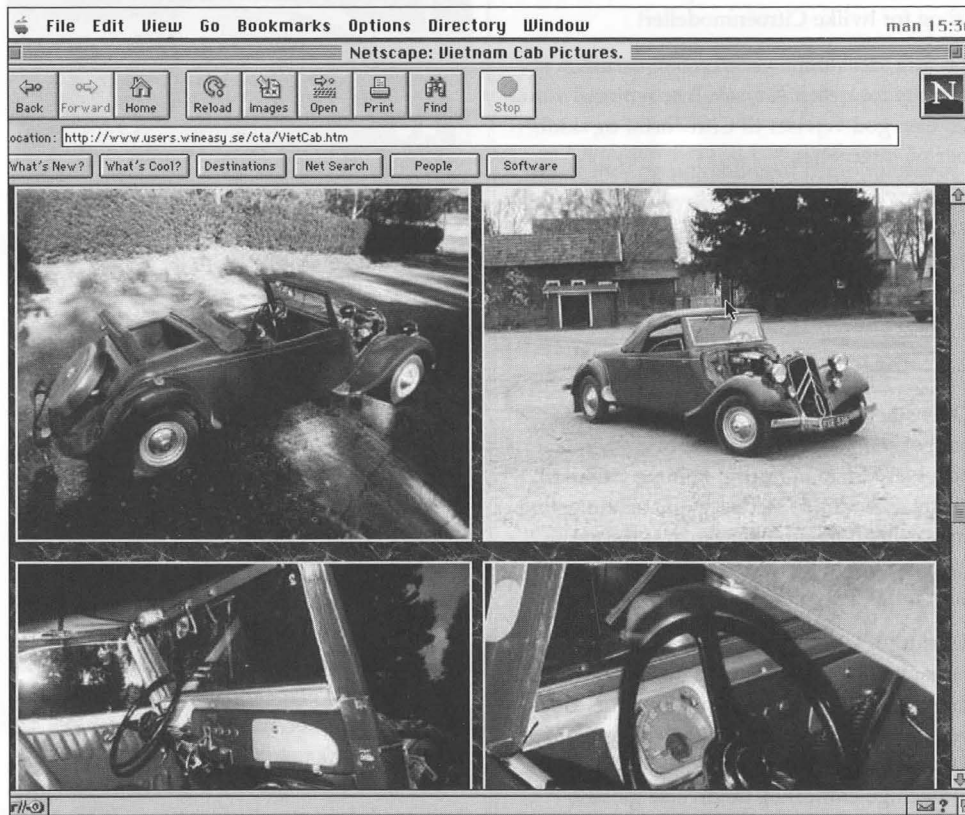 File Edit View Go Bookmarks Options Directory Window man 15:3
Netscape: Vietnam Cab Pictures.
Back Forward Home Reload Images Open Print Find Stop N
ocation: http://www.users.wineasy.se/cta/VietCab.htm
What's New? What's Cool? Destinations Net Search People Software
?